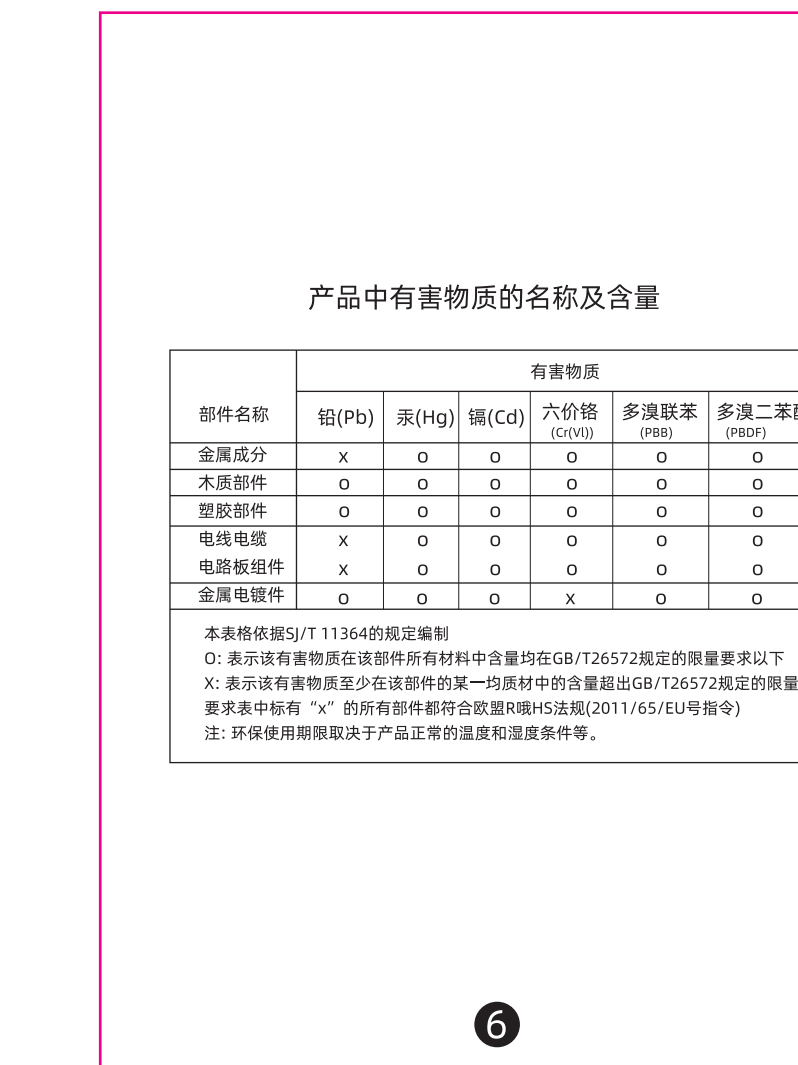 产品中有害物质的名称及含量
有害物质
部件名称 铅(Pb) 汞(Hg) 镉(Cd) 六价铬 多溴联苯 多溴二苯
(Cr(Vl)) (PBB) (PBDF)
金属成分 x o o o o o
木质部件 o o o o o o
塑胶部件 o o o o o o
电线电缆 x o o o o o
电路板组件 x o o o o o
金属电镀件 o o o x o o
本表格依据SJ/T 11364的规定编制
O: 表示该有害物质在该部件所有材料中含量均在GB/T26572规定的限量要求以下
X: 表示该有害物质至少在该部件的某一均质材中的含量超出GB/T26572规定的限量
要求表中标有“x”的所有部件都符合欧盟R哦HS法规(2011/65/EU号指令)
注: 环保使用期限取决于产品正常的温度和湿度条件等。
6